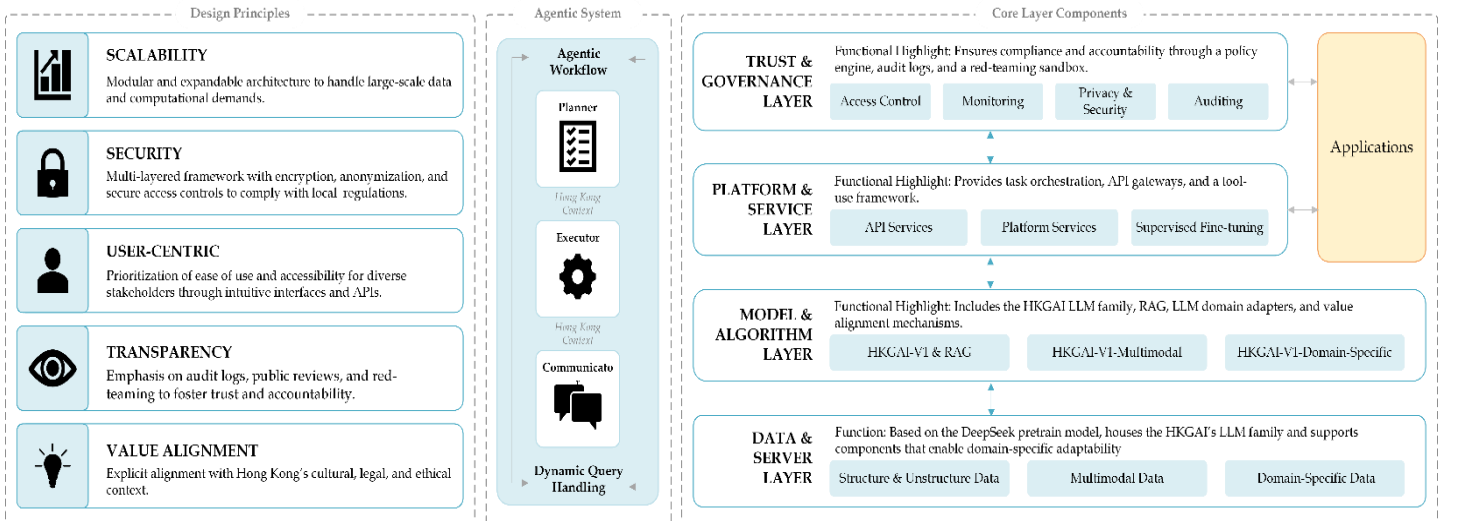 Design Principles
SCALABILITY
Modular and expandable architecture to handle large-scale data
and computational demands.
SECURITY
Multi-layered framework with encryption, anonymization, and
secure access controls to comply with local regulations.
USER-CENTRIC
Prioritization of ease of use and accessibility for diverse
stakeholders through intuitive interfaces and APIs.
TRANSPARENCY
Emphasis on audit logs, public reviews, and red-
teaming to foster trust and accountability.
VALUE ALIGNMENT
Explicit alignment with Hong Kong's cultural, legal, and ethical
context.
Agentic System
Agentic
Workflow
Planner
Hong Kong
Context
Executor
Hong Kong
Context
Communicato
r
Dynamic Query
Handling
Core Layer Components
TRUST &
GOVERNANCE
LAYER
Functional Highlight: Ensures compliance and accountability through a policy
engine, audit logs, and a red-teaming sandbox.
Access Control
Monitoring
Privacy &
Security
Auditing
PLATFORM &
SERVICE
LAYER
Functional Highlight: Provides task orchestration, API gateways, and a tool-
use framework.
API Services
Platform Services
Supervised Fine-tuning
Applications
MODEL &
ALGORITHM
LAYER
Functional Highlight: Includes the HKGAI LLM family, RAG, LLM domain adapters, and value
alignment mechanisms.
HKGAI-V1 & RAG
HKGAI-V1-Multimodal
HKGAI-V1-Domain-Specific
DATA &
SERVER
LAYER
Function: Based on the DeepSeek pretrain model, houses the HKGAI's LLM family and supports
components that enable domain-specific adaptability
Structure & Unstructure Data
Multimodal Data
Domain-Specific Data